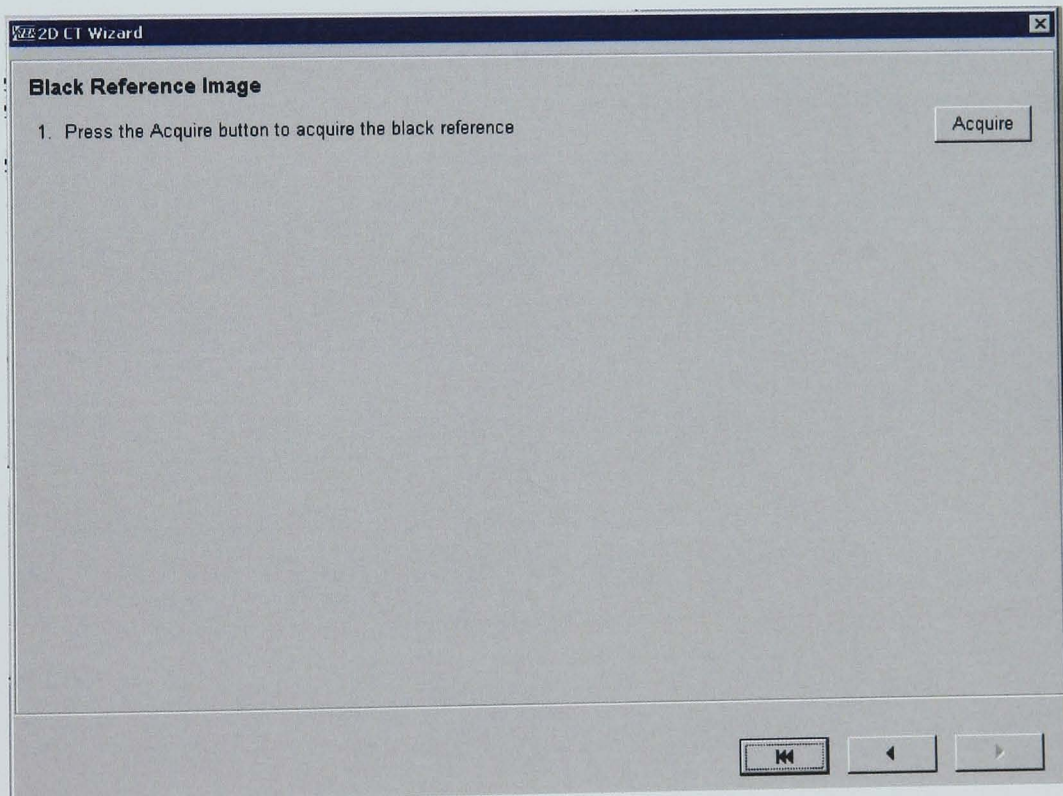 2D CT Wizard
Black Reference Image
1. Press the Acquire button to acquire the black reference
Acquire